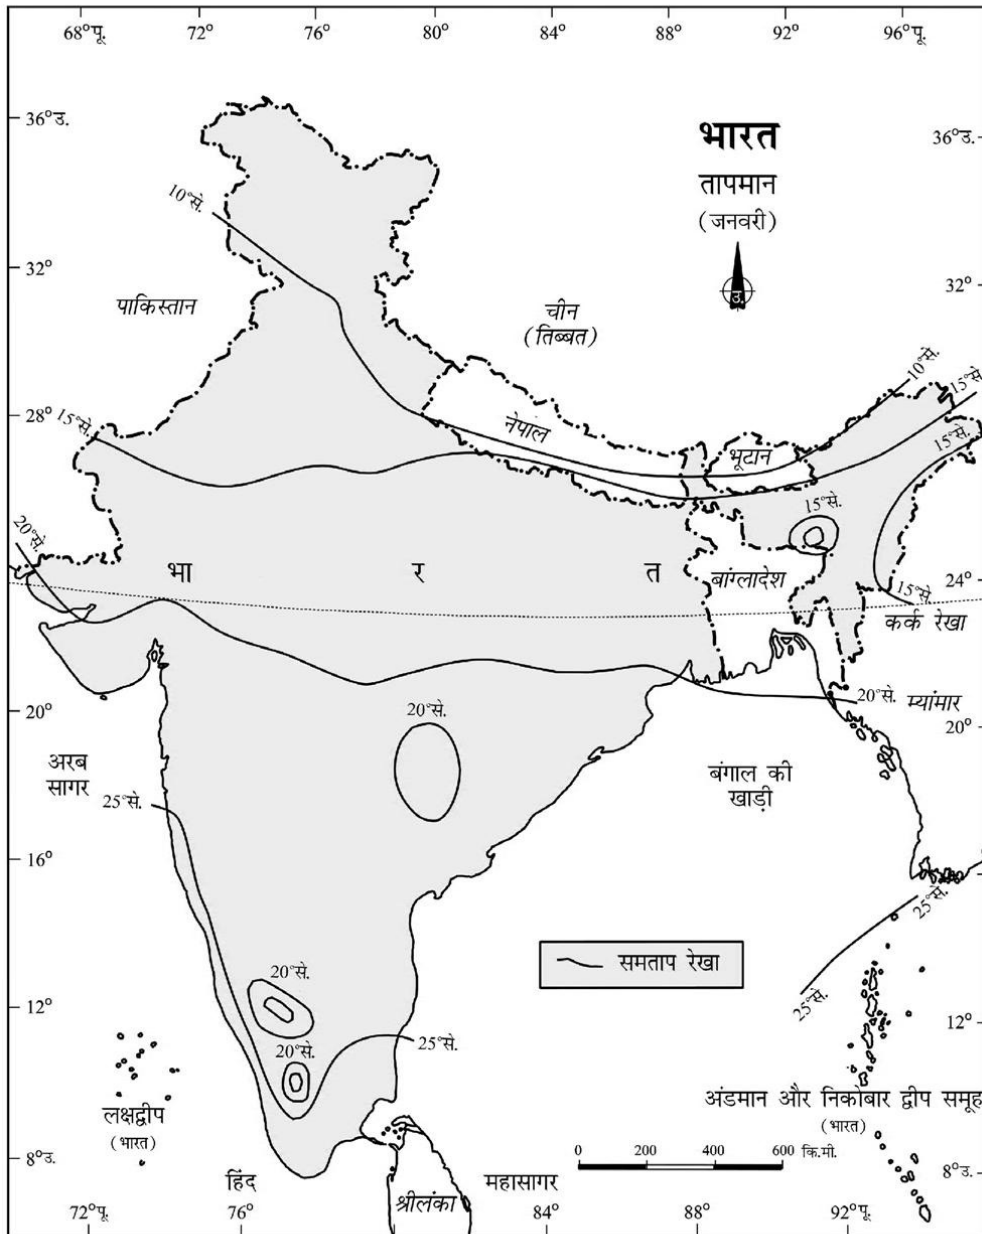 68°पू. 72° 76° 80° 84° 88° 92° 96°पू.
36°उ.
36°उ.
भारत
तापमान
(जनवरी)
उ.
10°से.
32°
32°
पाकिस्तान
चीन
(तिब्बत)
10°से.
15°से.
28°
28°
15°से.
नेपाल
भूटान
15°से.
15°से.
20°से.
भा र त
बांग्लादेश
24°
15°से.
कर्क रेखा
20°से.
म्यांमार
20°
20°
20°से.
अरब
सागर
बंगाल की
खाड़ी
25°से.
16°
25°से.
समताप रेखा
20°से.
25°से.
12°
12°
20°से.
25°से.
लक्षद्वीप
(भारत)
अंडमान और निकोबार द्वीप समूह
(भारत)
0 200 400 600 कि.मी.
8°उ.
8°उ.
हिंद
श्रीलंका
महासागर
72°पू. 76° 84° 88° 92°पू.